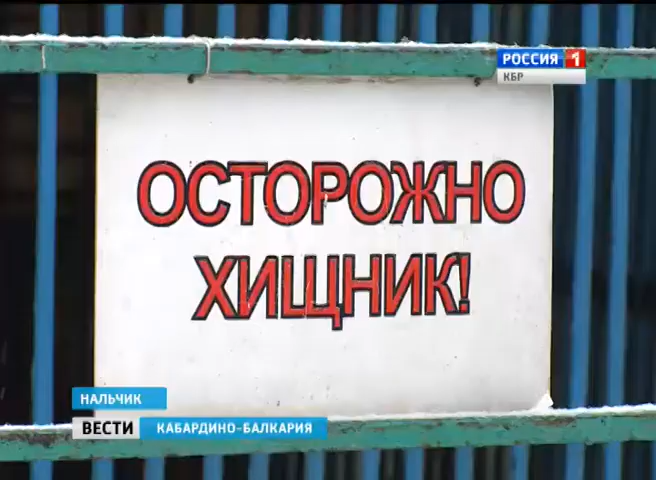 РОССИЯ 1
КБР
ОСТОРОЖНО
ХИЩНИК!
НАЛЬЧИК
ВЕСТИ КАБАРДИНО-БАЛКАРИЯ